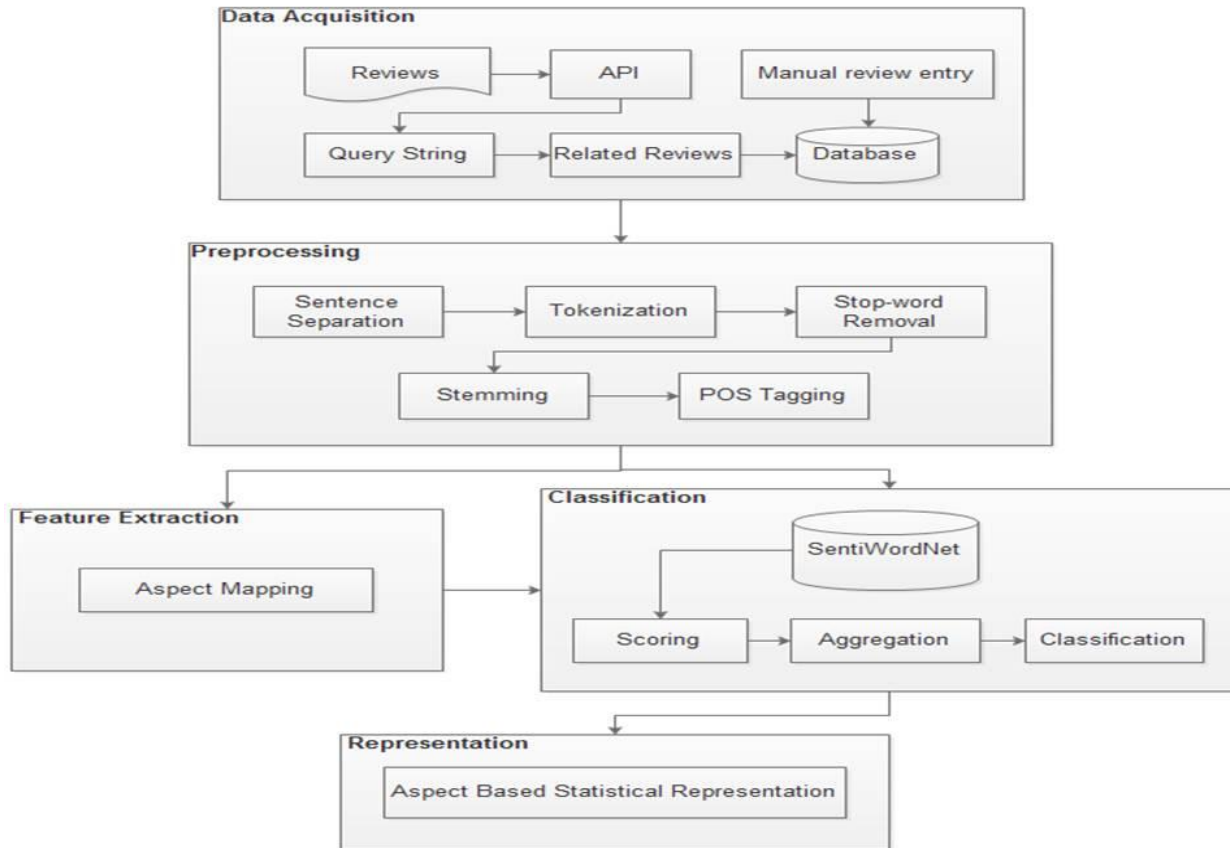 Data Acquisition
Reviews
API
Manual review entry
Query String
Related Reviews
Database
Preprocessing
Sentence
Separation
Tokenization
Stop-word
Removal
Stemming
POS Tagging
Feature Extraction
Aspect Mapping
Classification
SentiWordNet
Scoring
Aggregation
Classification
Representation
Aspect Based Statistical Representation